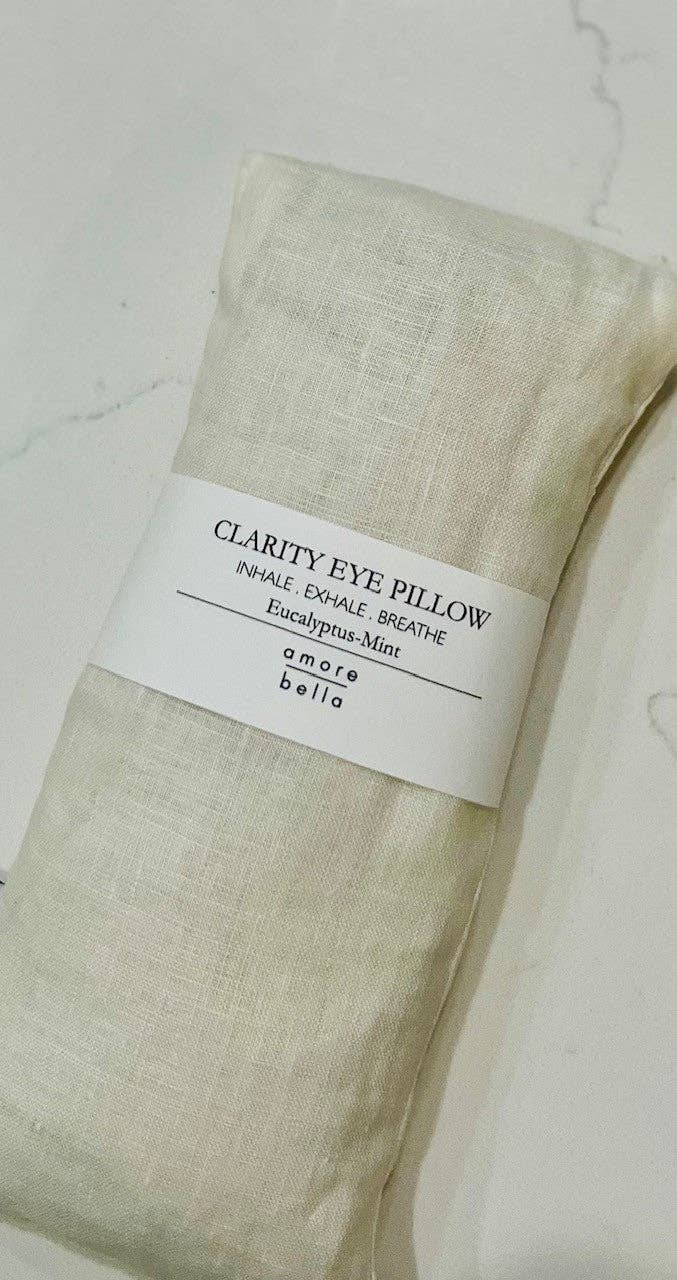 CLARITY EYE PILLOW
INHALE . EXHALE . BREATHE
Eucalyptus-Mint
amore
bella